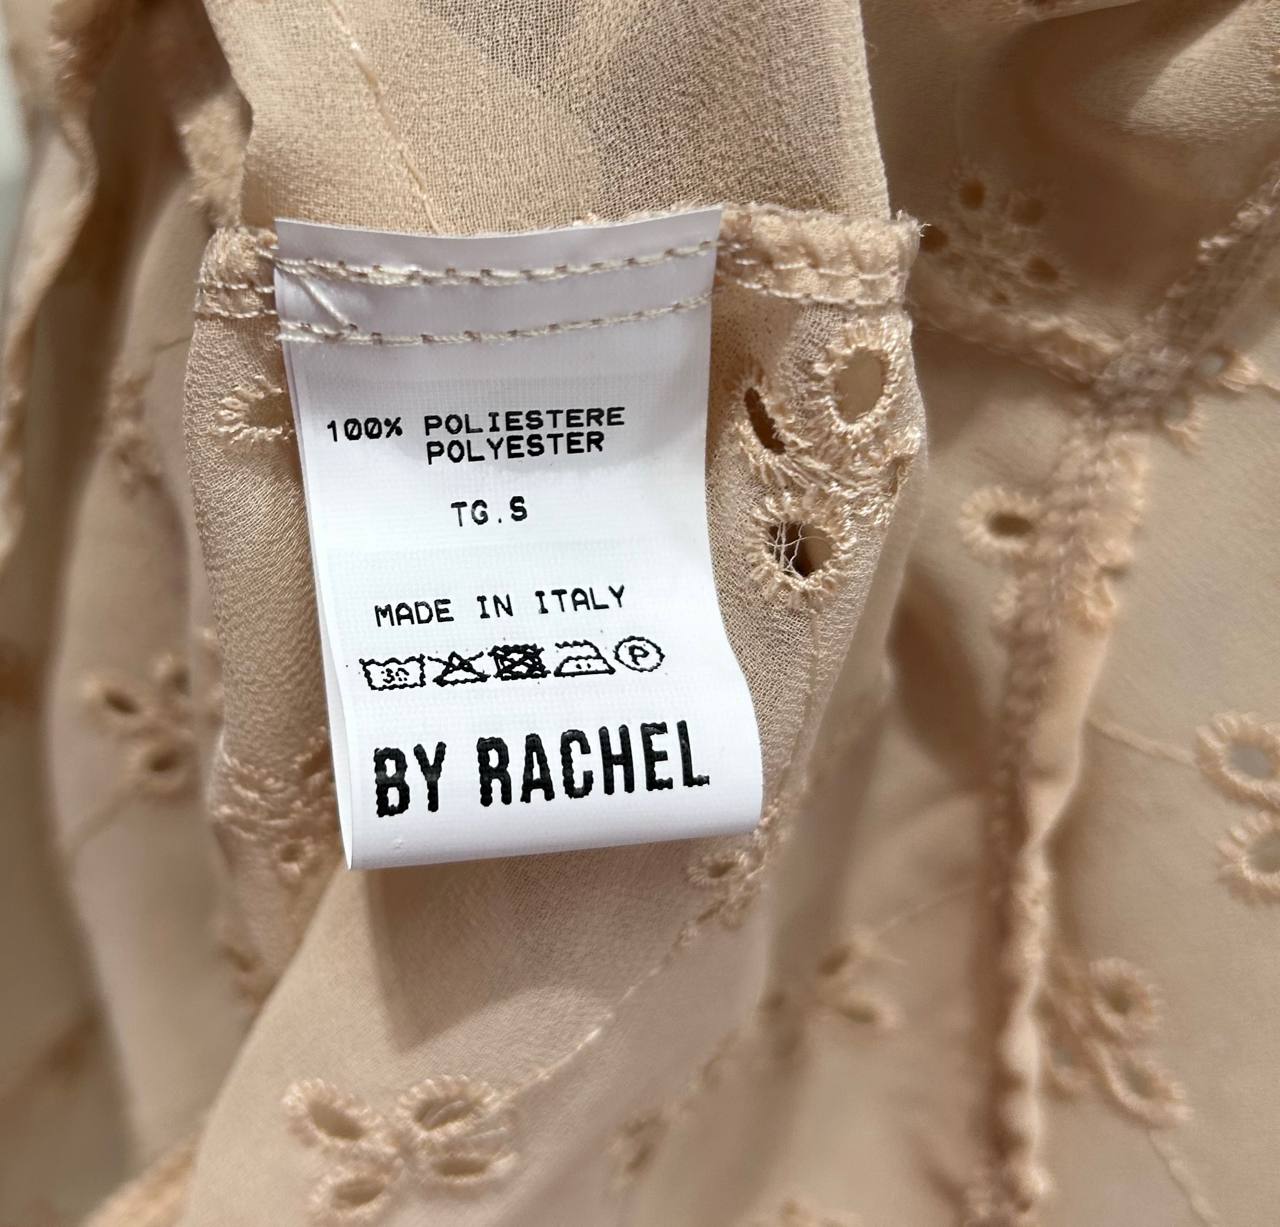 100% POLIESTERE
POLYESTER
TG.S
MADE IN ITALY
30 P
BY RACHEL